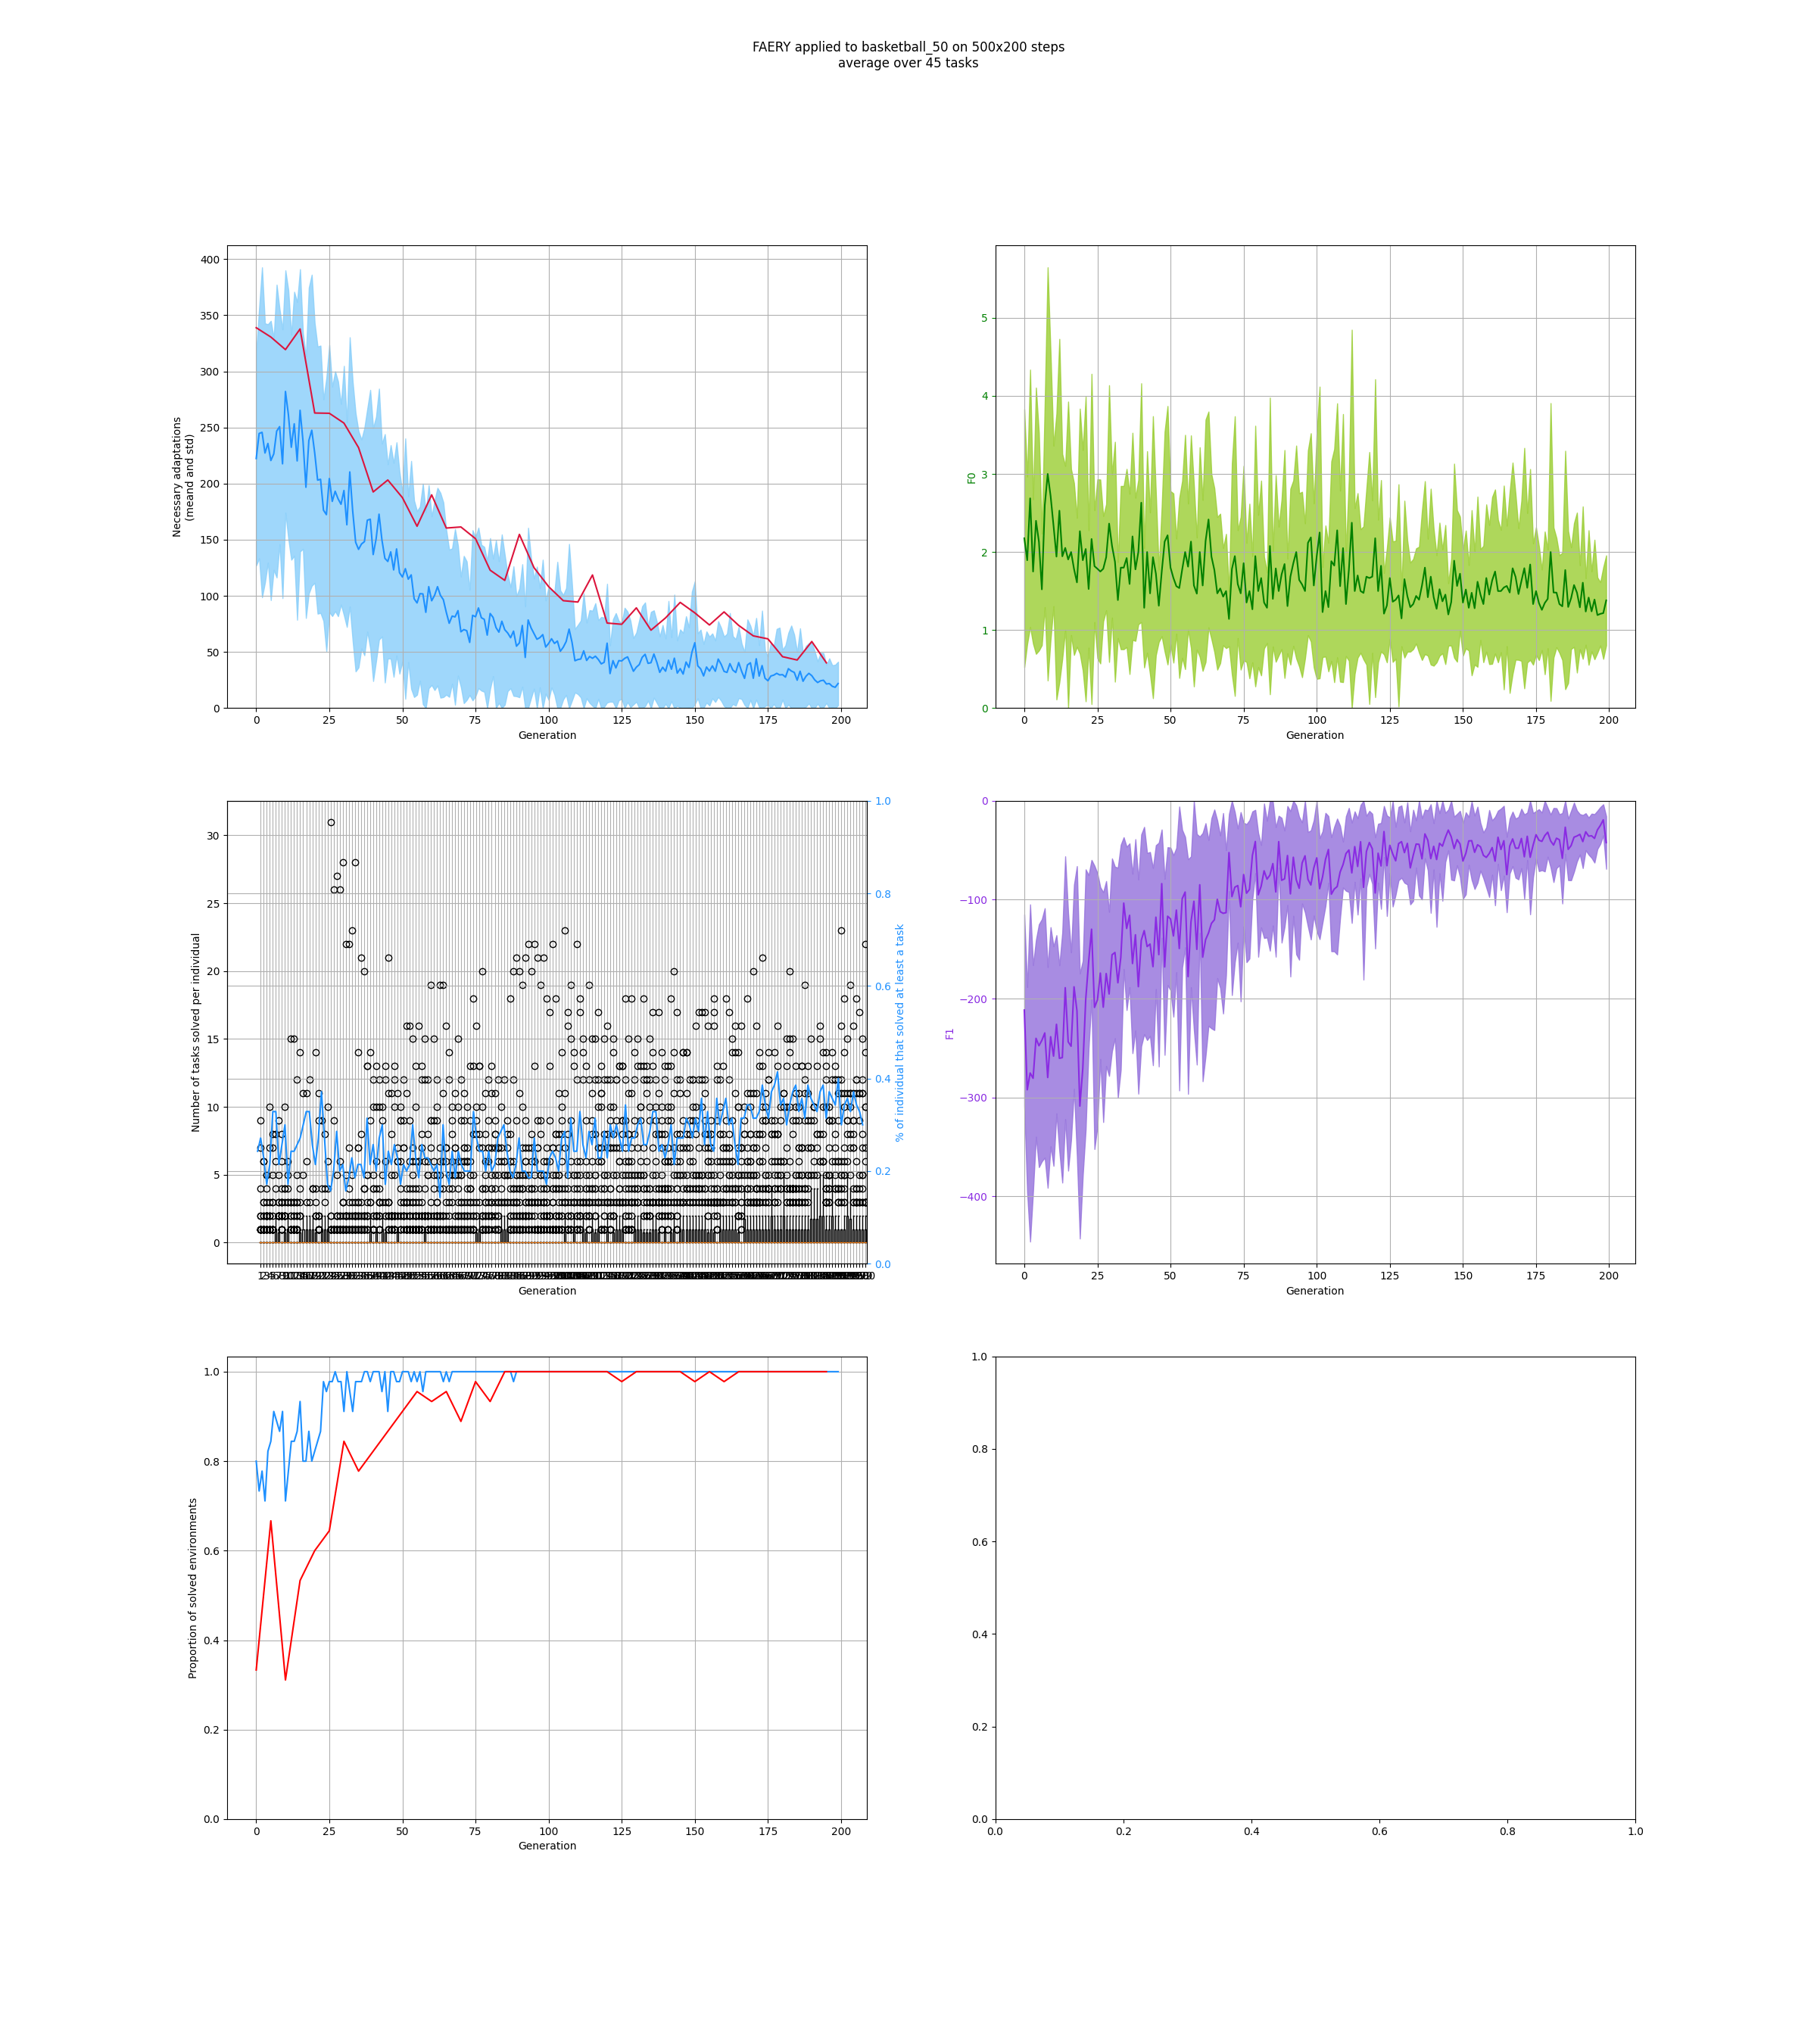 FAERY applied to basketball_50 on 500x200 steps
average over 45 tasks
400
350
300
250
200
150
100
50
0
Necessary adaptations
(meand and std)
0 25 50 75 100 125 150 175 200
Generation
5
4
3
2
1
0
F0
0 25 50 75 100 125 150 175 200
Generation
30
25
20
15
10
5
0
Number of tasks solved per individual
Generation
1.0
0.8
0.6
0.4
0.2
0.0
% of individual that solved at least a task
0
−100
−200
−300
−400
F1
0 25 50 75 100 125 150 175 200
Generation
1.0
0.8
0.6
0.4
0.2
0.0
Proportion of solved environments
0 25 50 75 100 125 150 175 200
Generation
1.0
0.8
0.6
0.4
0.2
0.0
0.0 0.2 0.4 0.6 0.8 1.0